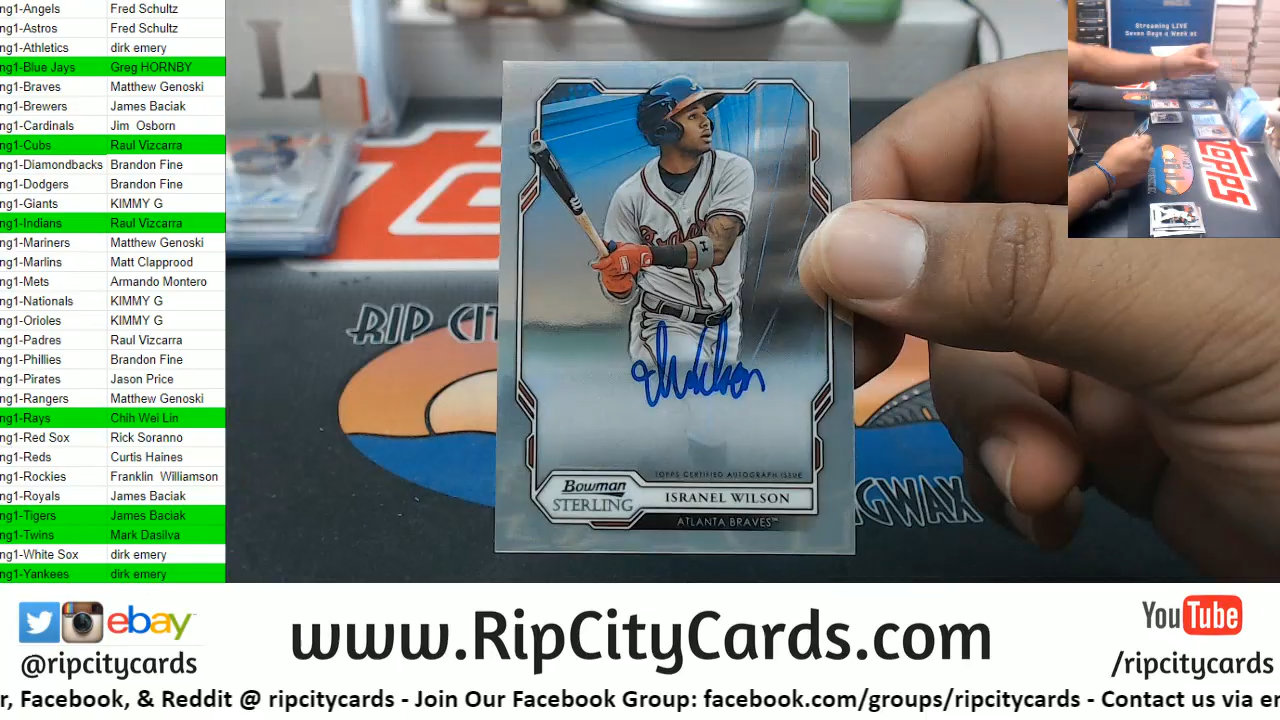 ng1-Angels Fred Schultz
ng1-Astros Fred Schultz
ng1-Athletics dirk emery
ng1-Blue Jays Greg HORNBY
ng1-Braves Matthew Genoski
ng1-Brewers James Baciak
ng1-Cardinals Jim Osborn
ng1-Cubs Raul Vizcarra
ng1-Diamondbacks Brandon Fine
ng1-Dodgers Brandon Fine
ng1-Giants KIMMY G
ng1-Indians Raul Vizcarra
ng1-Mariners Matthew Genoski
ng1-Marlins Matt Clapprood
ng1-Mets Armando Montero
ng1-Nationals KIMMY G
ng1-Orioles KIMMY G
ng1-Padres Raul Vizcarra
ng1-Phillies Brandon Fine
ng1-Pirates Jason Price
ng1-Rangers Matthew Genoski
ng1-Rays Chih Wei Lin
ng1-Red Sox Rick Soranno
ng1-Reds Curtis Haines
ng1-Rockies Franklin Williamson
ng1-Royals James Baciak
ng1-Tigers James Baciak
ng1-Twins Mark Dasilva
ng1-White Sox dirk emery
ng1-Yankees dirk emery
RIP CIT
GWAX
TOPPS CERTIFIED AUTOGRAPH ISSUE
Bowman
STERLING
ISRANEL WILSON
ATLANTA BRAVES™
Streaming LIVE
Seven Days a Week at
Topps
ebay™
@ripcitycards
www.RipCityCards.com
YouTube
/ripcitycards
r, Facebook, & Reddit @ ripcitycards - Join Our Facebook Group: facebook.com/groups/ripcitycards - Contact us via en